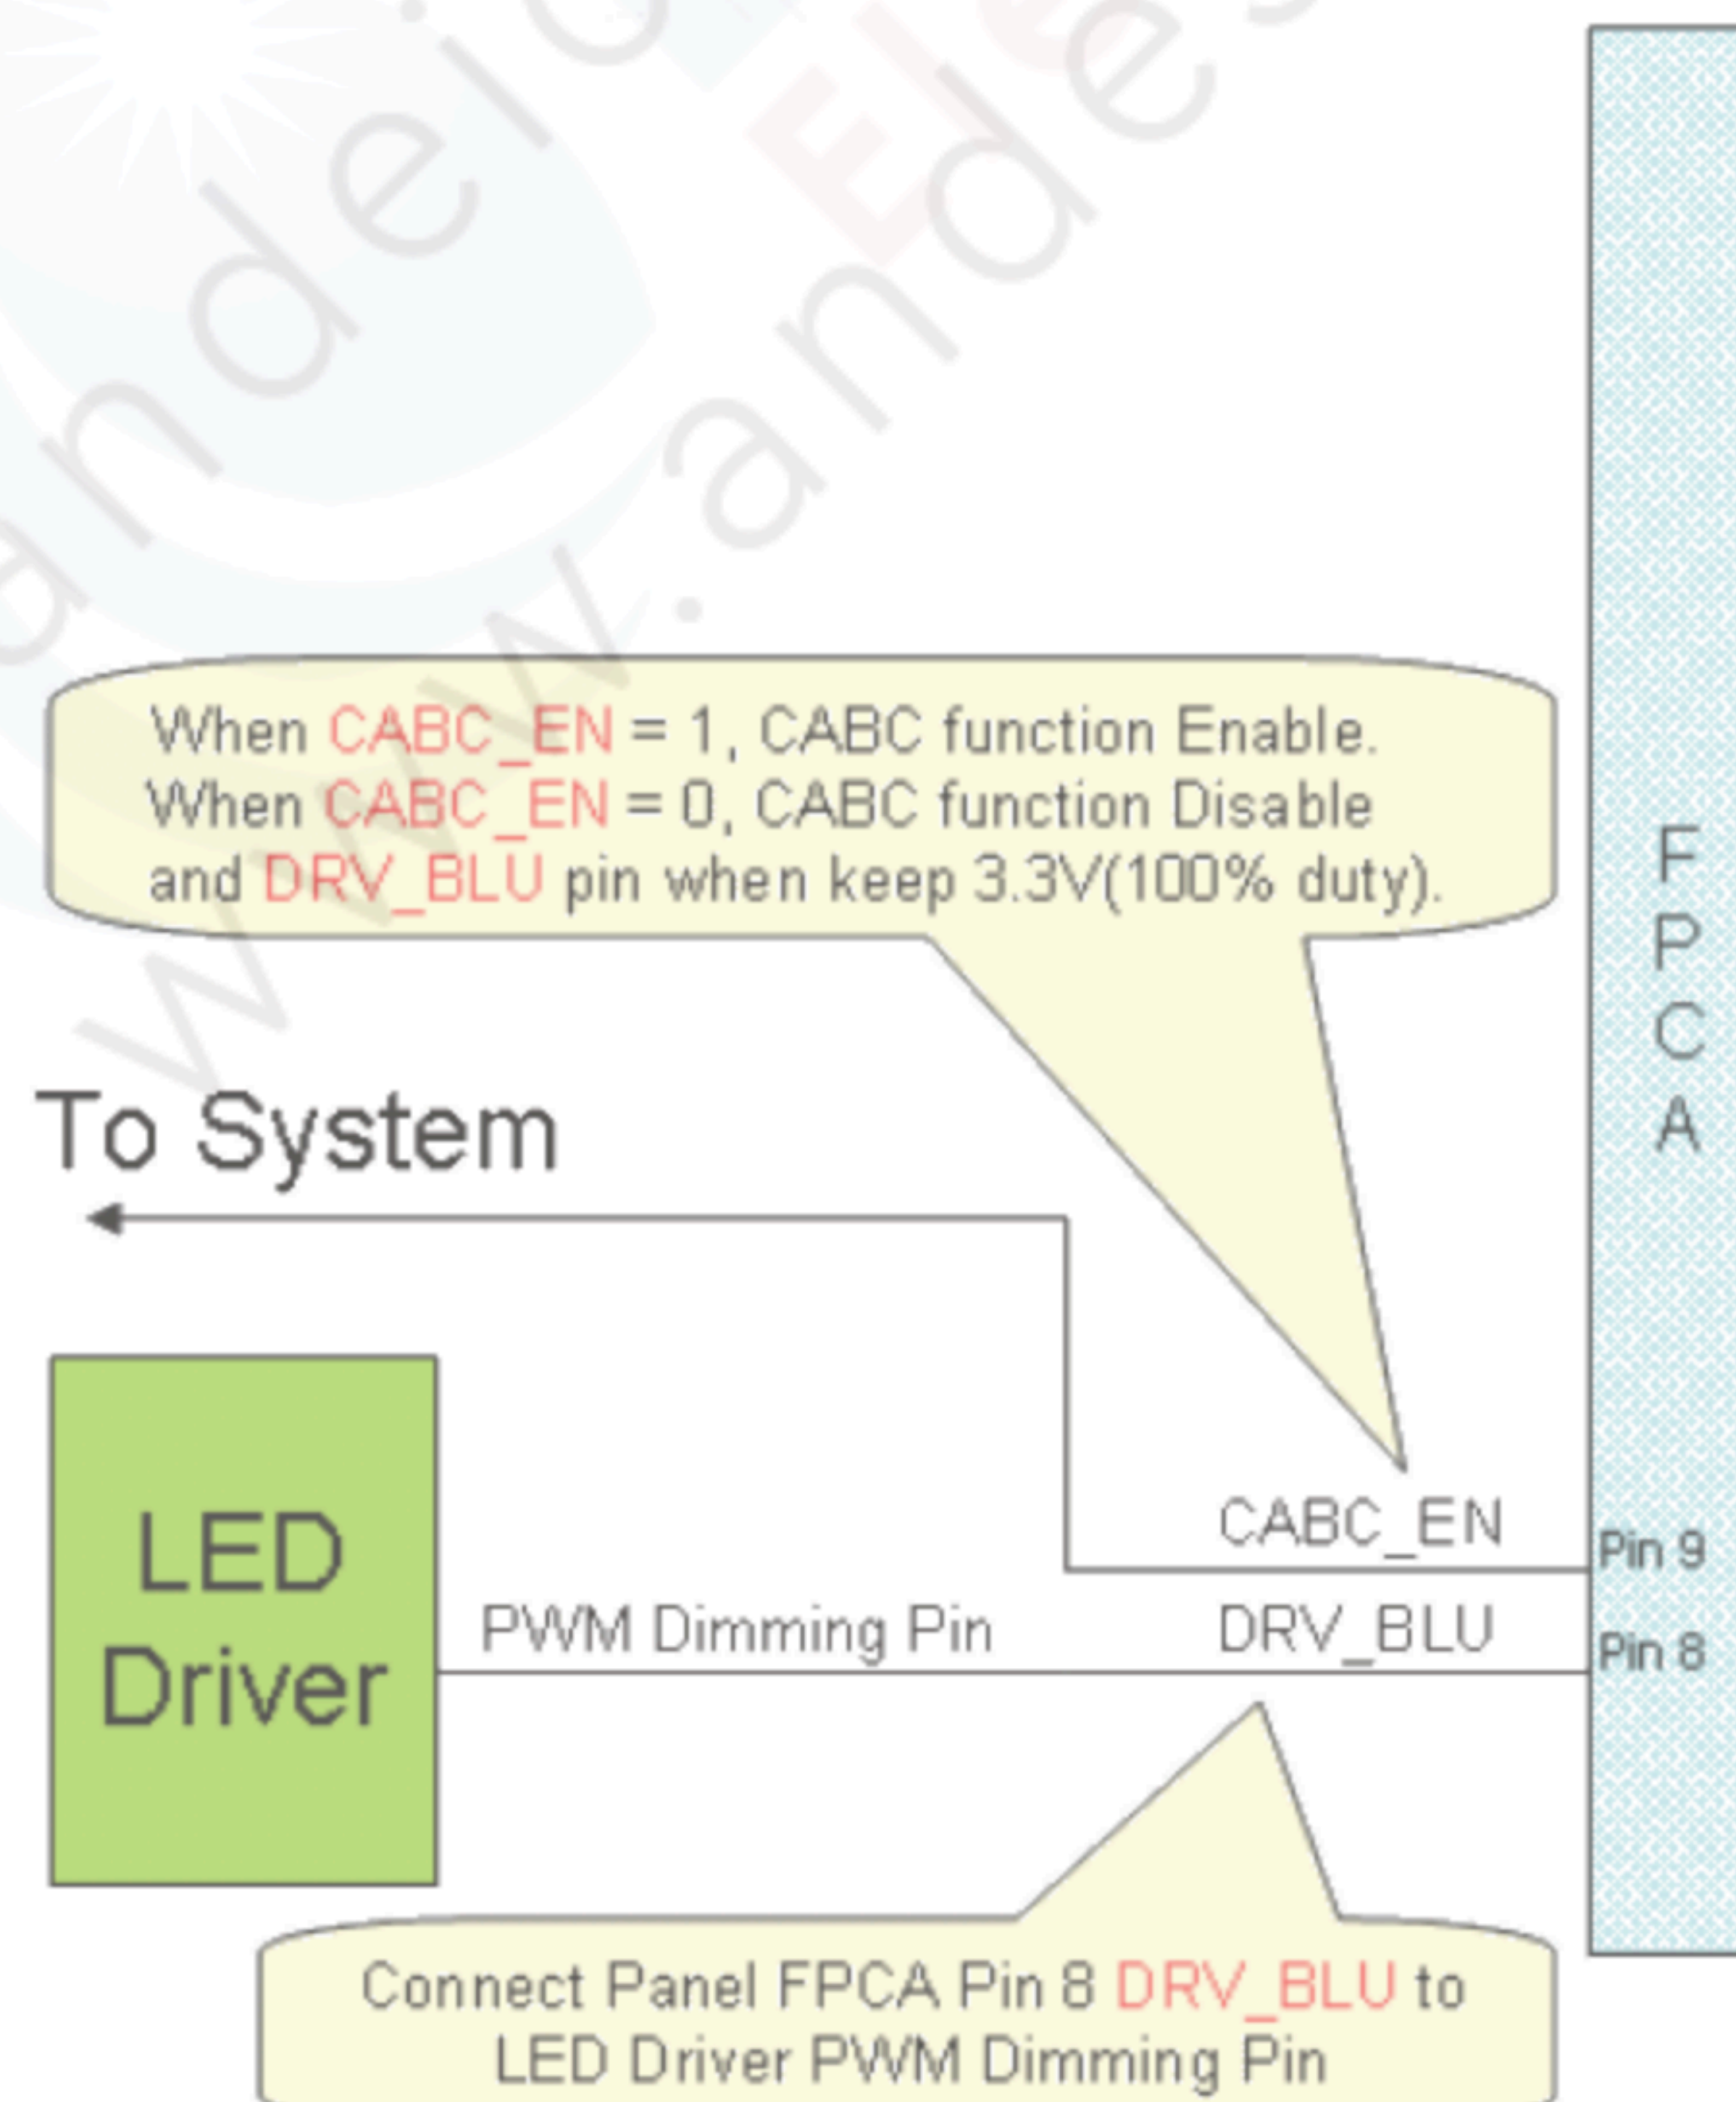 When CABC_EN = 1, CABC function Enable.
When CABC_EN = 0, CABC function Disable
and DRV_BLU pin when keep 3.3V(100% duty).
F
P
C
A
To System
CABC_EN
Pin 9
LED
Driver
PWM Dimming Pin
DRV_BLU
Pin 8
Connect Panel FPCA Pin 8 DRV_BLU to
LED Driver PWM Dimming Pin
www.andes